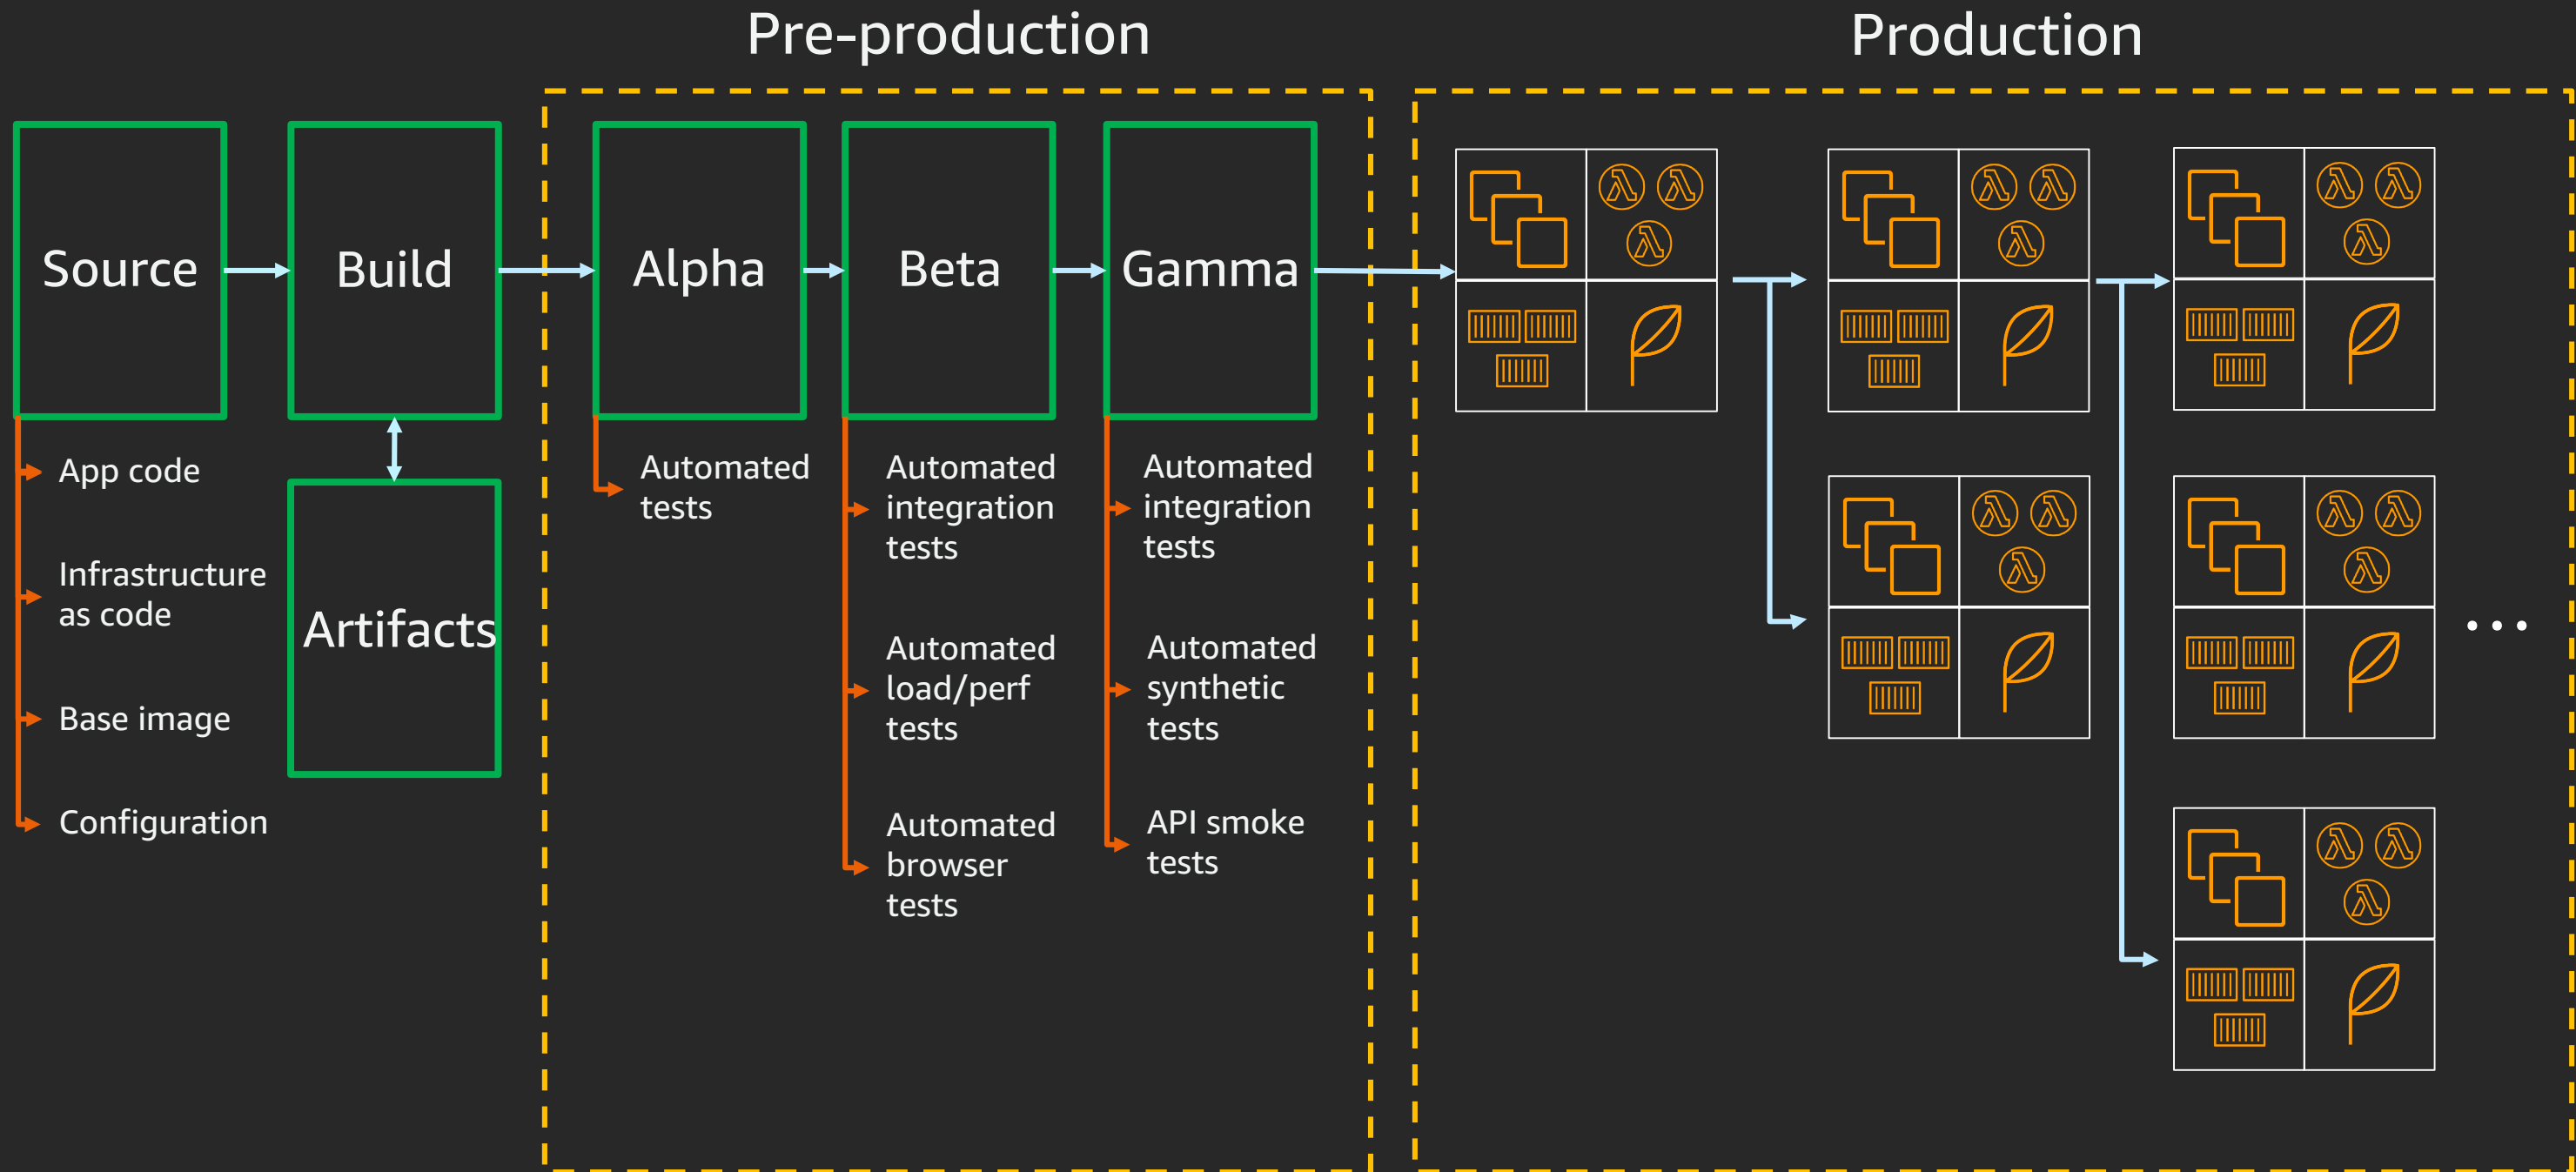 Pre-production
Production
Source
Build
Alpha
Beta
Gamma
App code
Infrastructure
as code
Base image
Configuration
Artifacts
Automated
tests
Automated
integration
tests
Automated
load/perf
tests
Automated
browser
tests
Automated
integration
tests
Automated
synthetic
tests
API smoke
tests
...